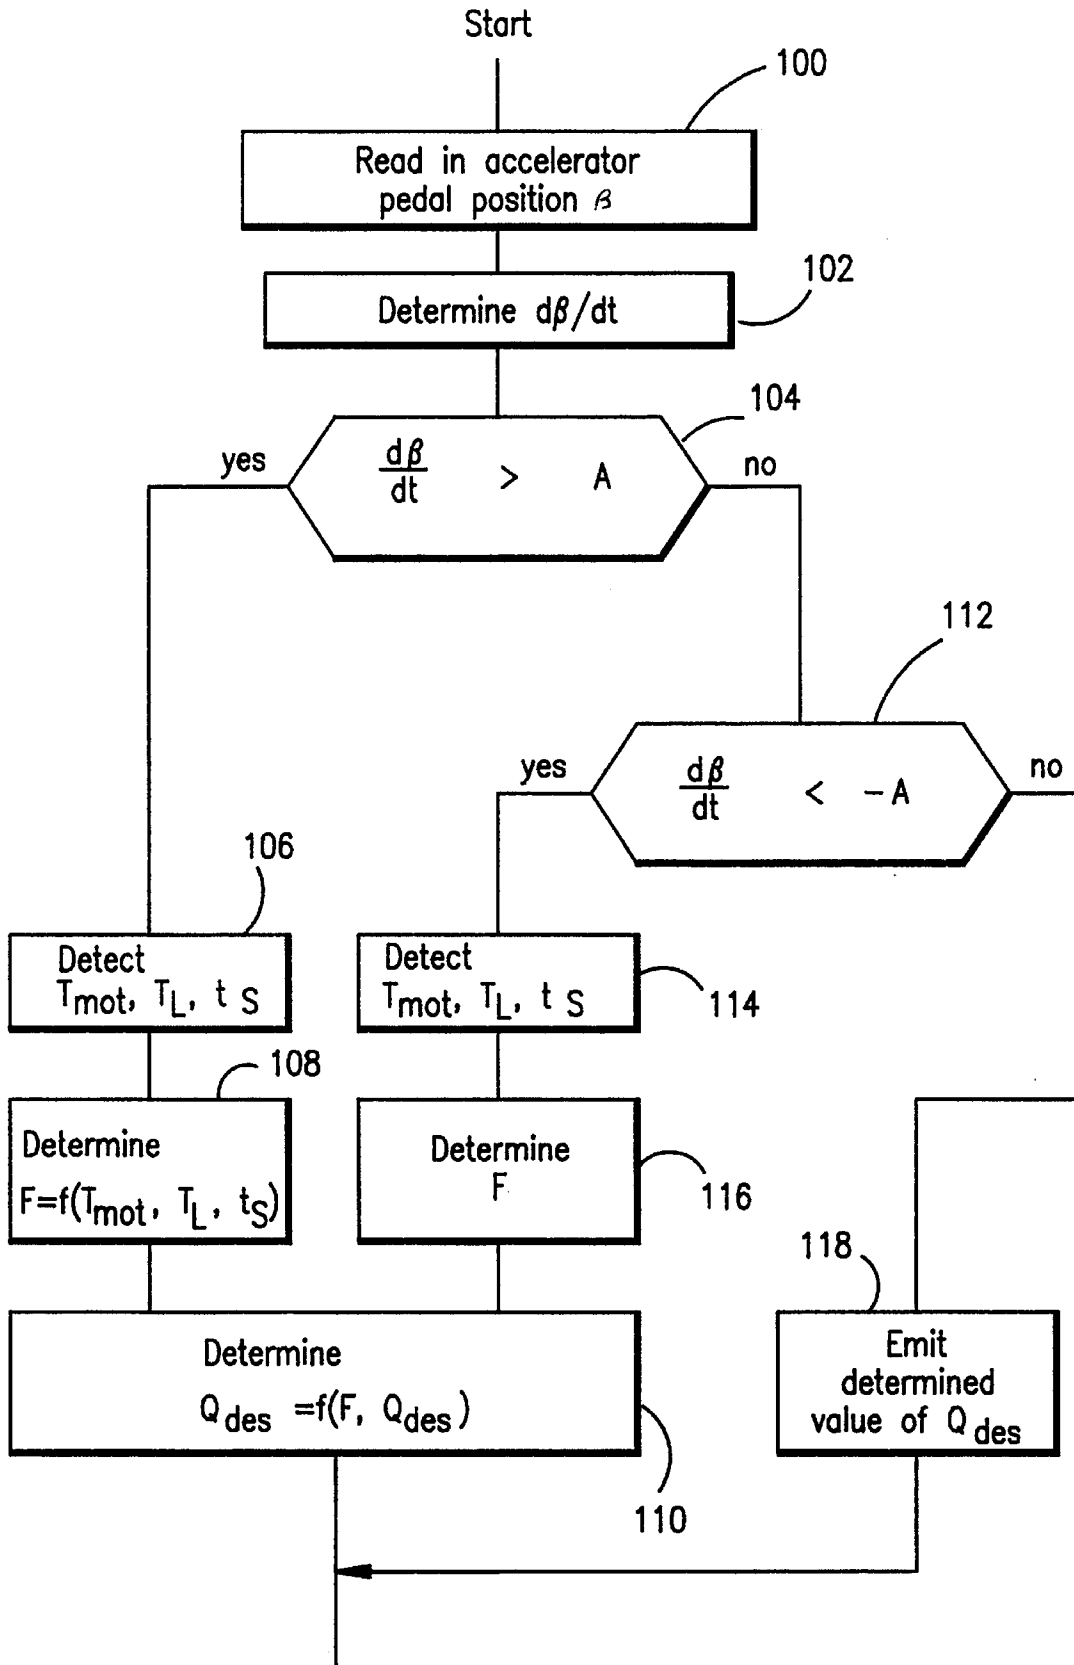 Start
100
Read in accelerator
pedal position β
102
Determine dβ/dt
104
yes
dβ
dt
> A
no
112
yes
dβ
dt
< -A
no
106
Detect
Tmot, TL, tS
Detect
Tmot, TL, tS
114
108
Determine
F=f(Tmot, TL, tS)
Determine
F
116
118
Determine
Qdes =f(F, Qdes)
Emit
determined
value of Qdes
110